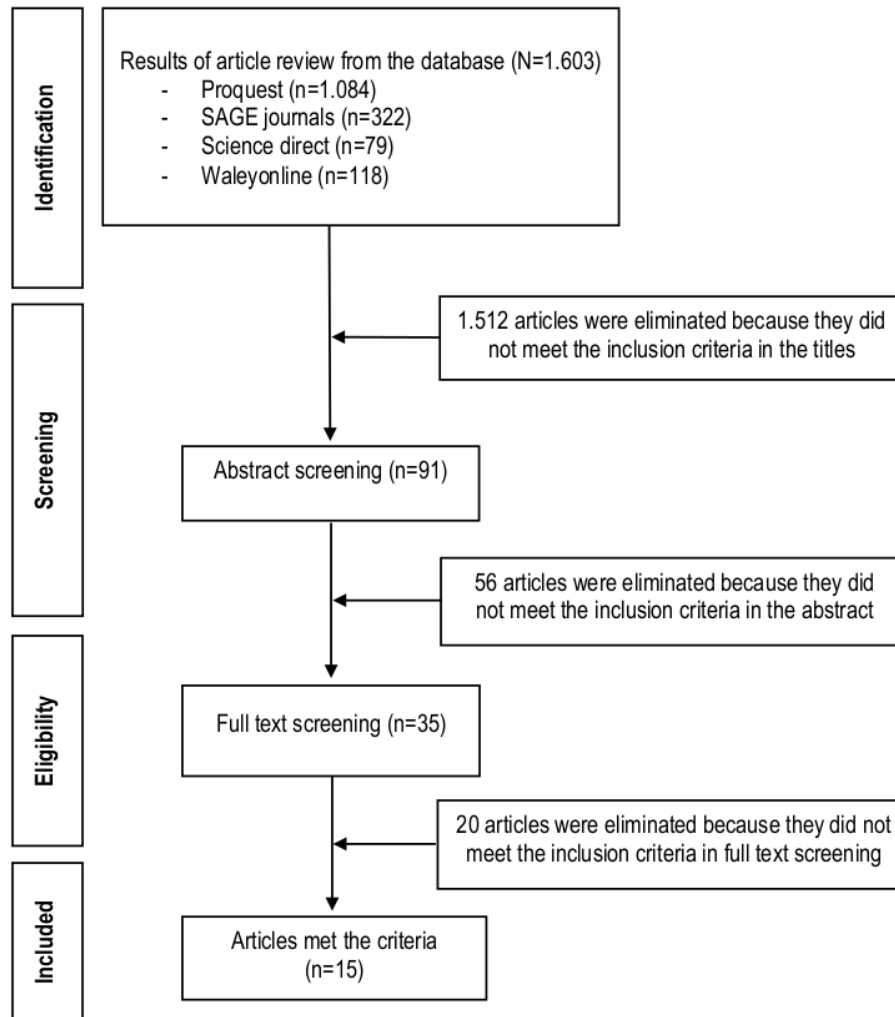 Identification
Results of article review from the database (N=1.603)
- Proquest (n=1.084)
- SAGE journals (n=322)
- Science direct (n=79)
- Waleyonline (n=118)
Screening
1.512 articles were eliminated because they did
not meet the inclusion criteria in the titles
Abstract screening (n=91)
56 articles were eliminated because they did
not meet the inclusion criteria in the abstract
Eligibility
Full text screening (n=35)
20 articles were eliminated because they did not
meet the inclusion criteria in full text screening
Included
Articles met the criteria
(n=15)